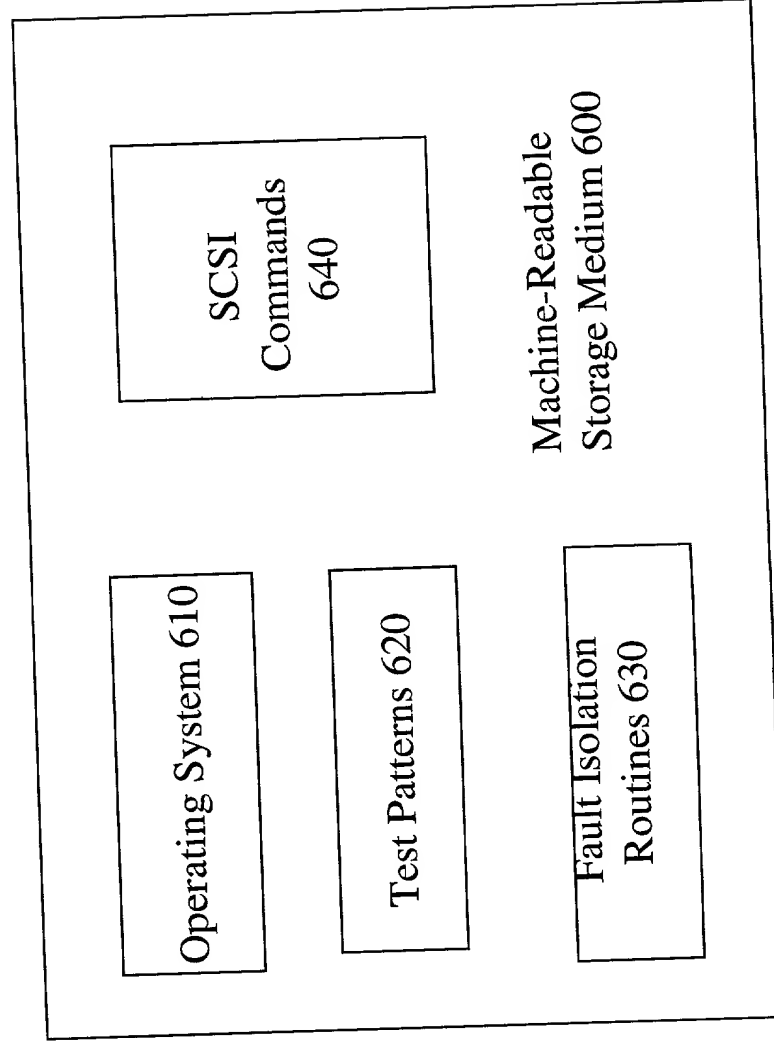 Operating System 610
Test Patterns 620
Fault Isolation
Routines 630
SCSI
Commands
640
Machine-Readable
Storage Medium 600